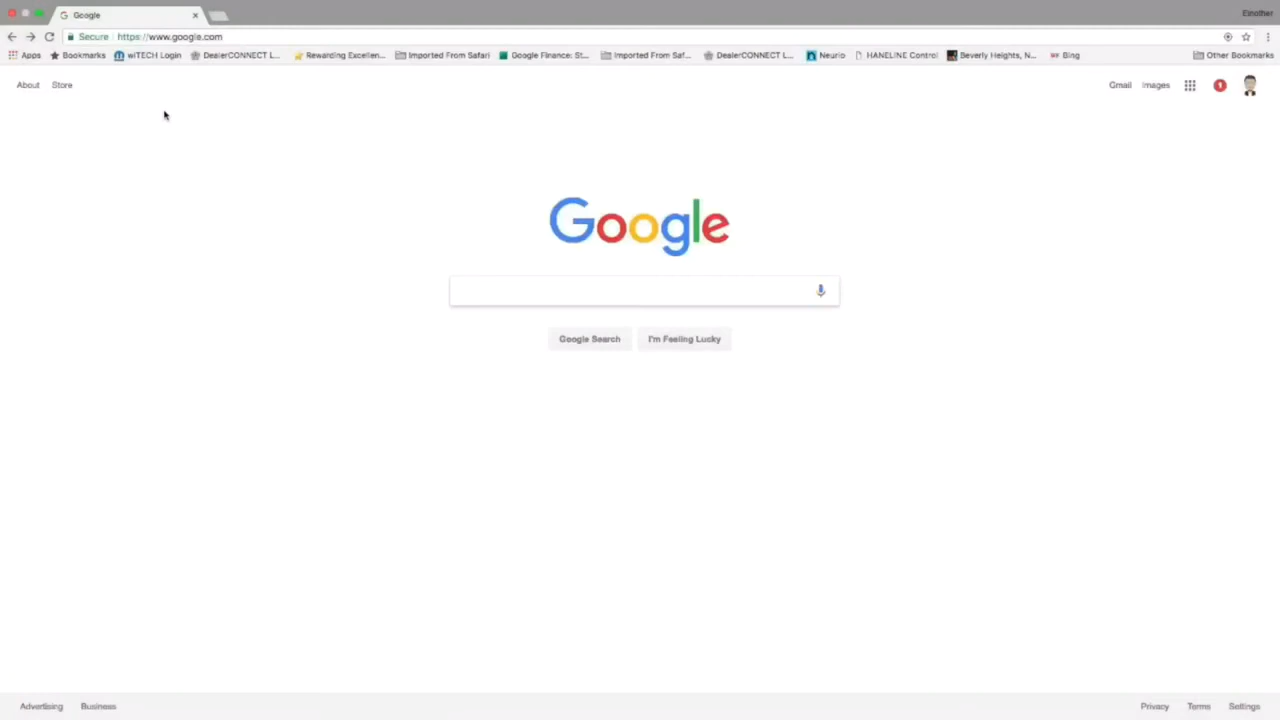 Google
Einother
Secure https://www.google.com
Apps Bookmarks wiTECH Login DealerCONNECT L... Rewarding Excellen... Imported From Safari Google Finance: St... Imported From Saf... DealerCONNECT L... Neurio HANELINE Control Beverly Heights, N... Bing Other Bookmarks
About Store Gmail Images 1
Google
Google Search I'm Feeling Lucky
Advertising Business Privacy Terms Settings